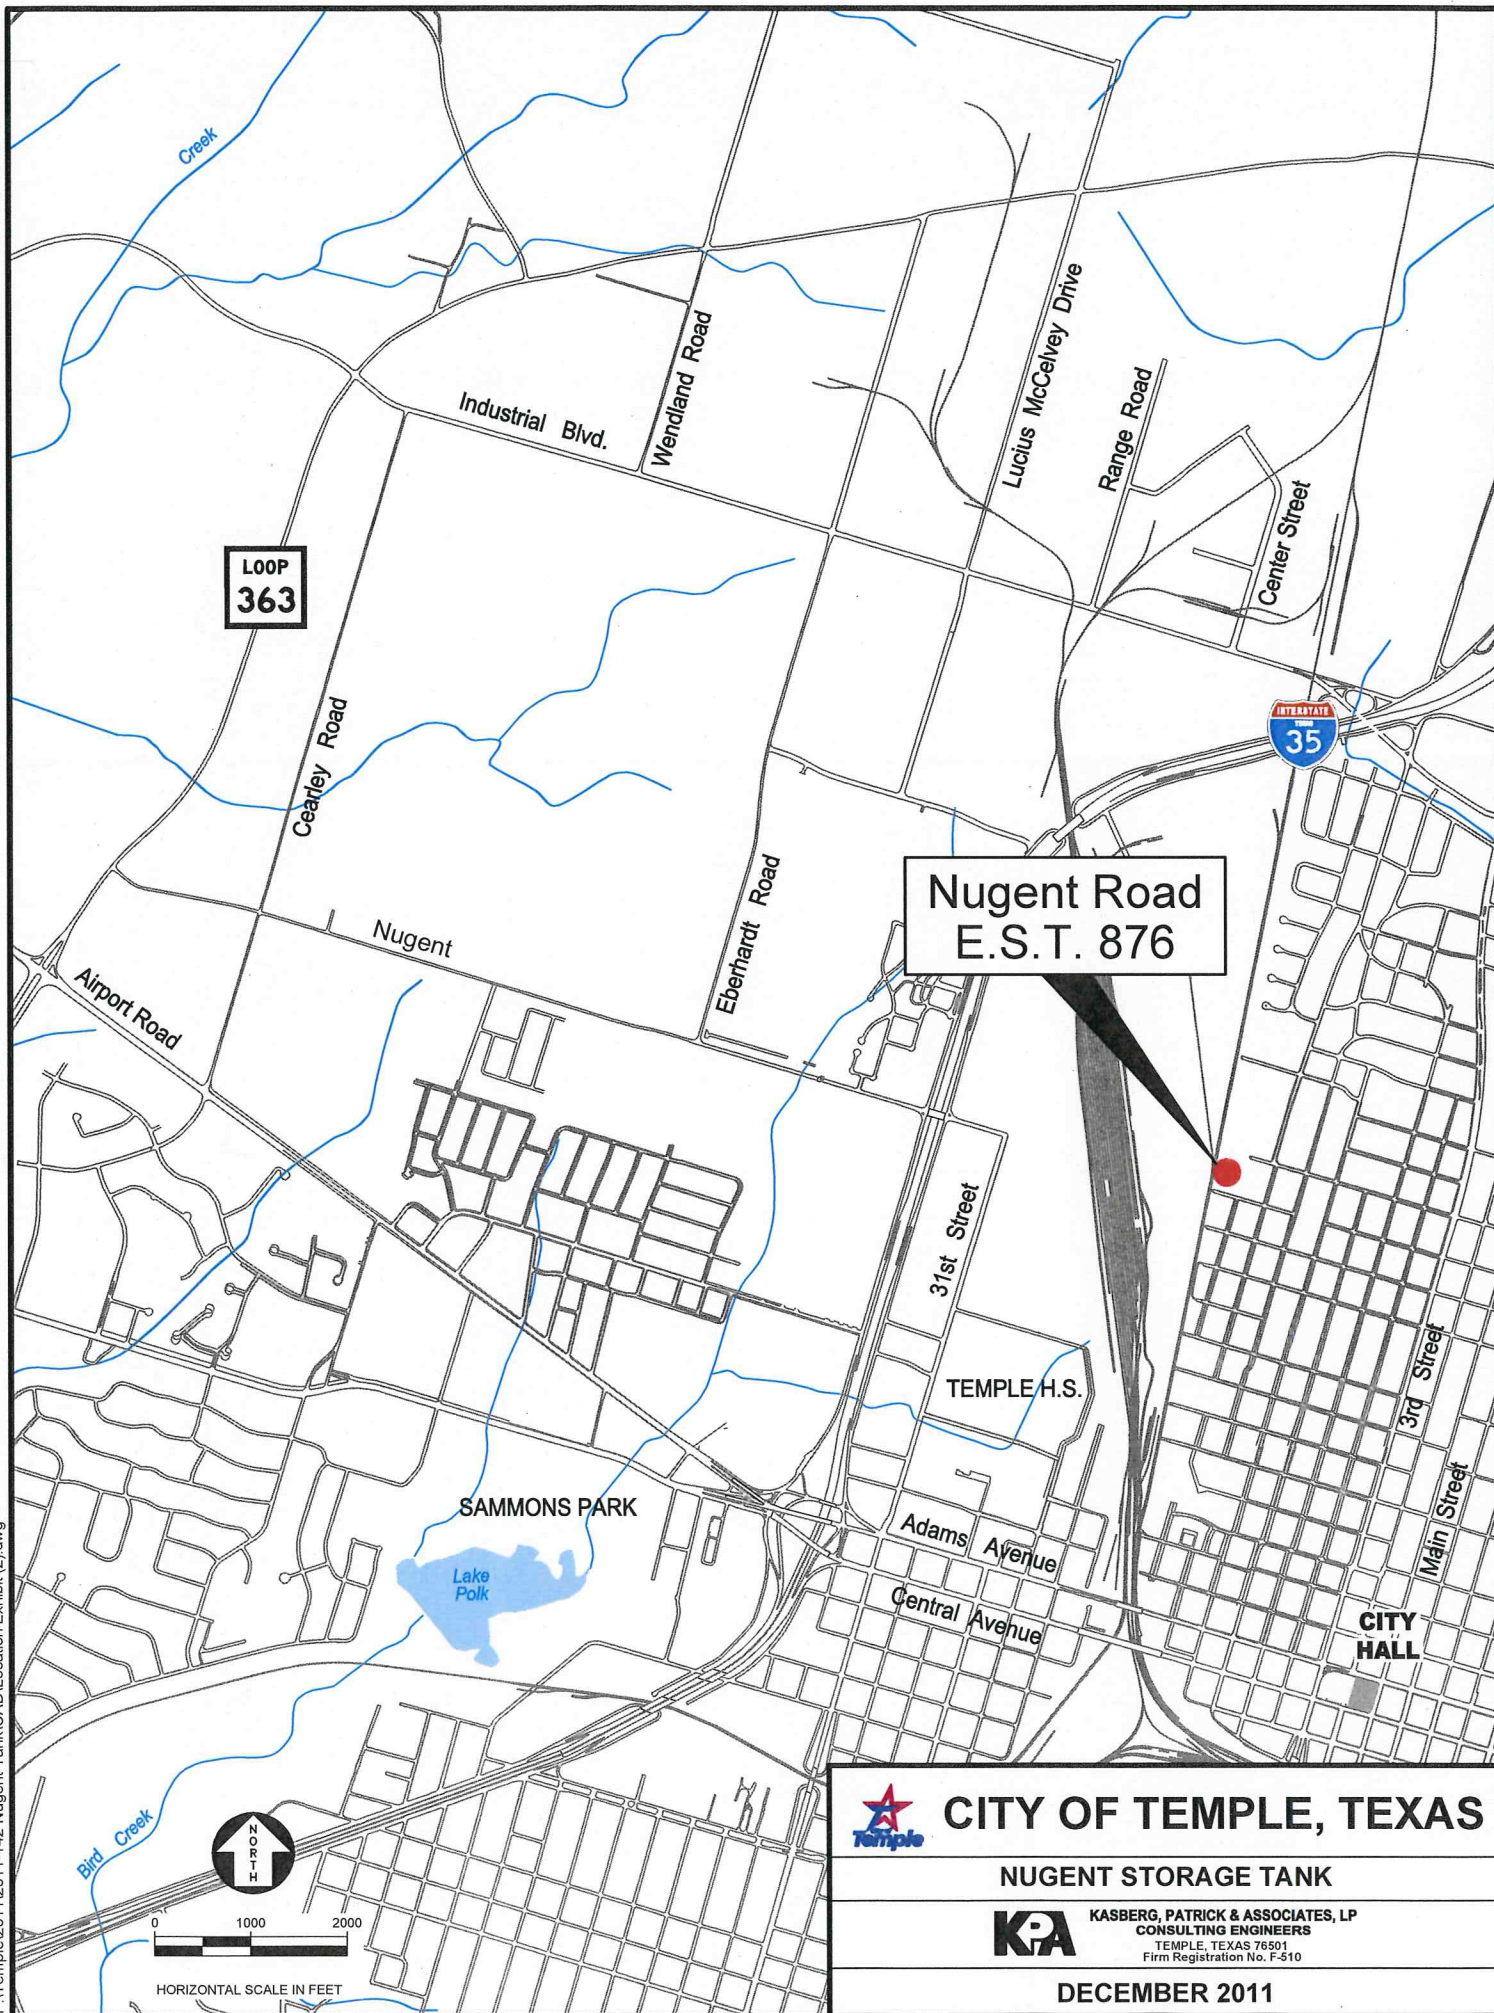 Creek
Lucius McCelvey Drive
Wendland Road
Range Road
Industrial Blvd.
Center Street
LOOP
363
Cearley Road
INTERSTATE
35
Eberhardt Road
Nugent Road
E.S.T. 876
Nugent
Airport Road
31st Street
3rd Street
TEMPLE H.S.
Main Street
SAMMONS PARK
Adams Avenue
Lake
Polk
Central Avenue
CITY
HALL
Bird Creek
NORTH
0 1000 2000
HORIZONTAL SCALE IN FEET
Temple
CITY OF TEMPLE, TEXAS
NUGENT STORAGE TANK
KPA
KASBERG, PATRICK & ASSOCIATES, LP
CONSULTING ENGINEERS
TEMPLE, TEXAS 76501
Firm Registration No. F-510
DECEMBER 2011